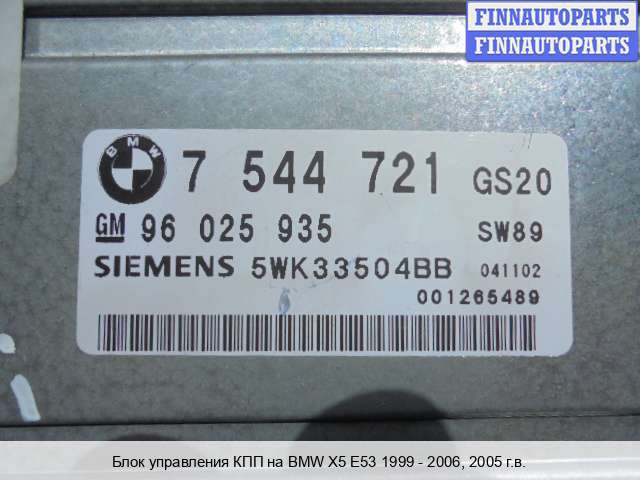 FINNAUTOPARTS
FINNAUTOPARTS
BMW 7 544 721 GS20
GM 96 025 935 SW89
SIEMENS 5WK33504BB 041102
001265489
Блок управления КПП на BMW X5 E53 1999 - 2006, 2005 г.в.